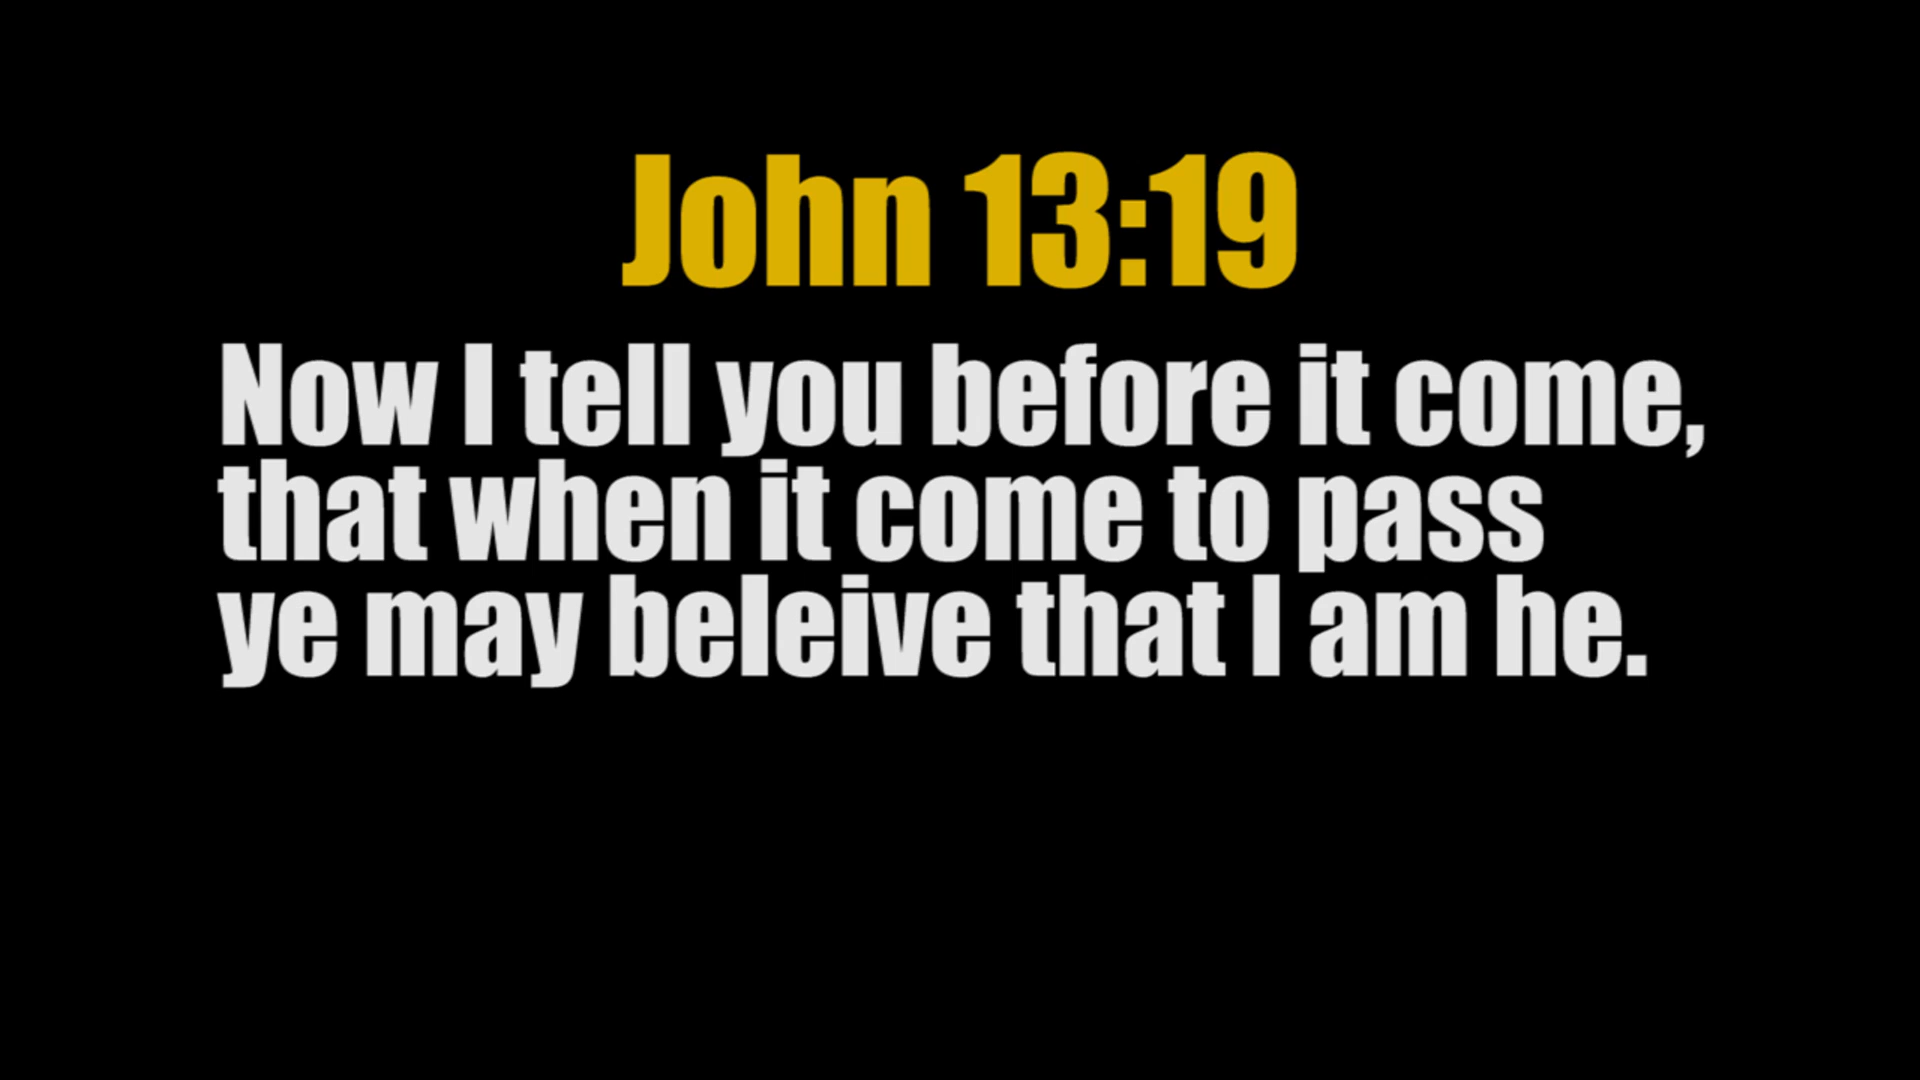 John 13:19
Now I tell you before it come,
that when it come to pass
ye may beleive that I am he.